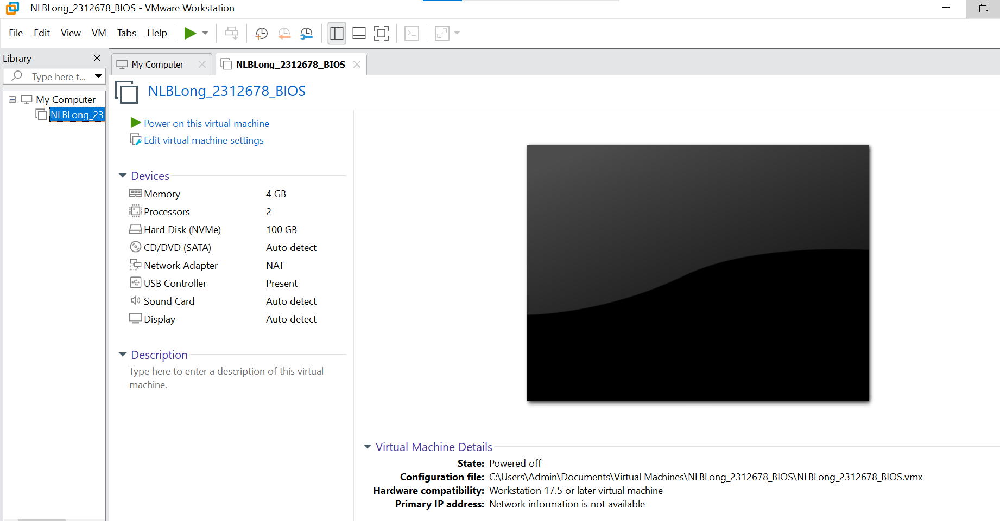 NLBLong_2312678_BIOS - VMware Workstation
File Edit View VM Tabs Help
Library
Type here t...
My Computer
NLBLong_23
My Computer
NLBLong_2312678_BIOS
NLBLong_2312678_BIOS
Power on this virtual machine
Edit virtual machine settings
Devices
Memory 4 GB
Processors 2
Hard Disk (NVMe) 100 GB
CD/DVD (SATA) Auto detect
Network Adapter NAT
USB Controller Present
Sound Card Auto detect
Display Auto detect
Description
Type here to enter a description of this virtual
machine.
Virtual Machine Details
State: Powered off
Configuration file: C:\Users\Admin\Documents\Virtual Machines\NLBLong_2312678_BIOS\NLBLong_2312678_BIOS.vmx
Hardware compatibility: Workstation 17.5 or later virtual machine
Primary IP address: Network information is not available